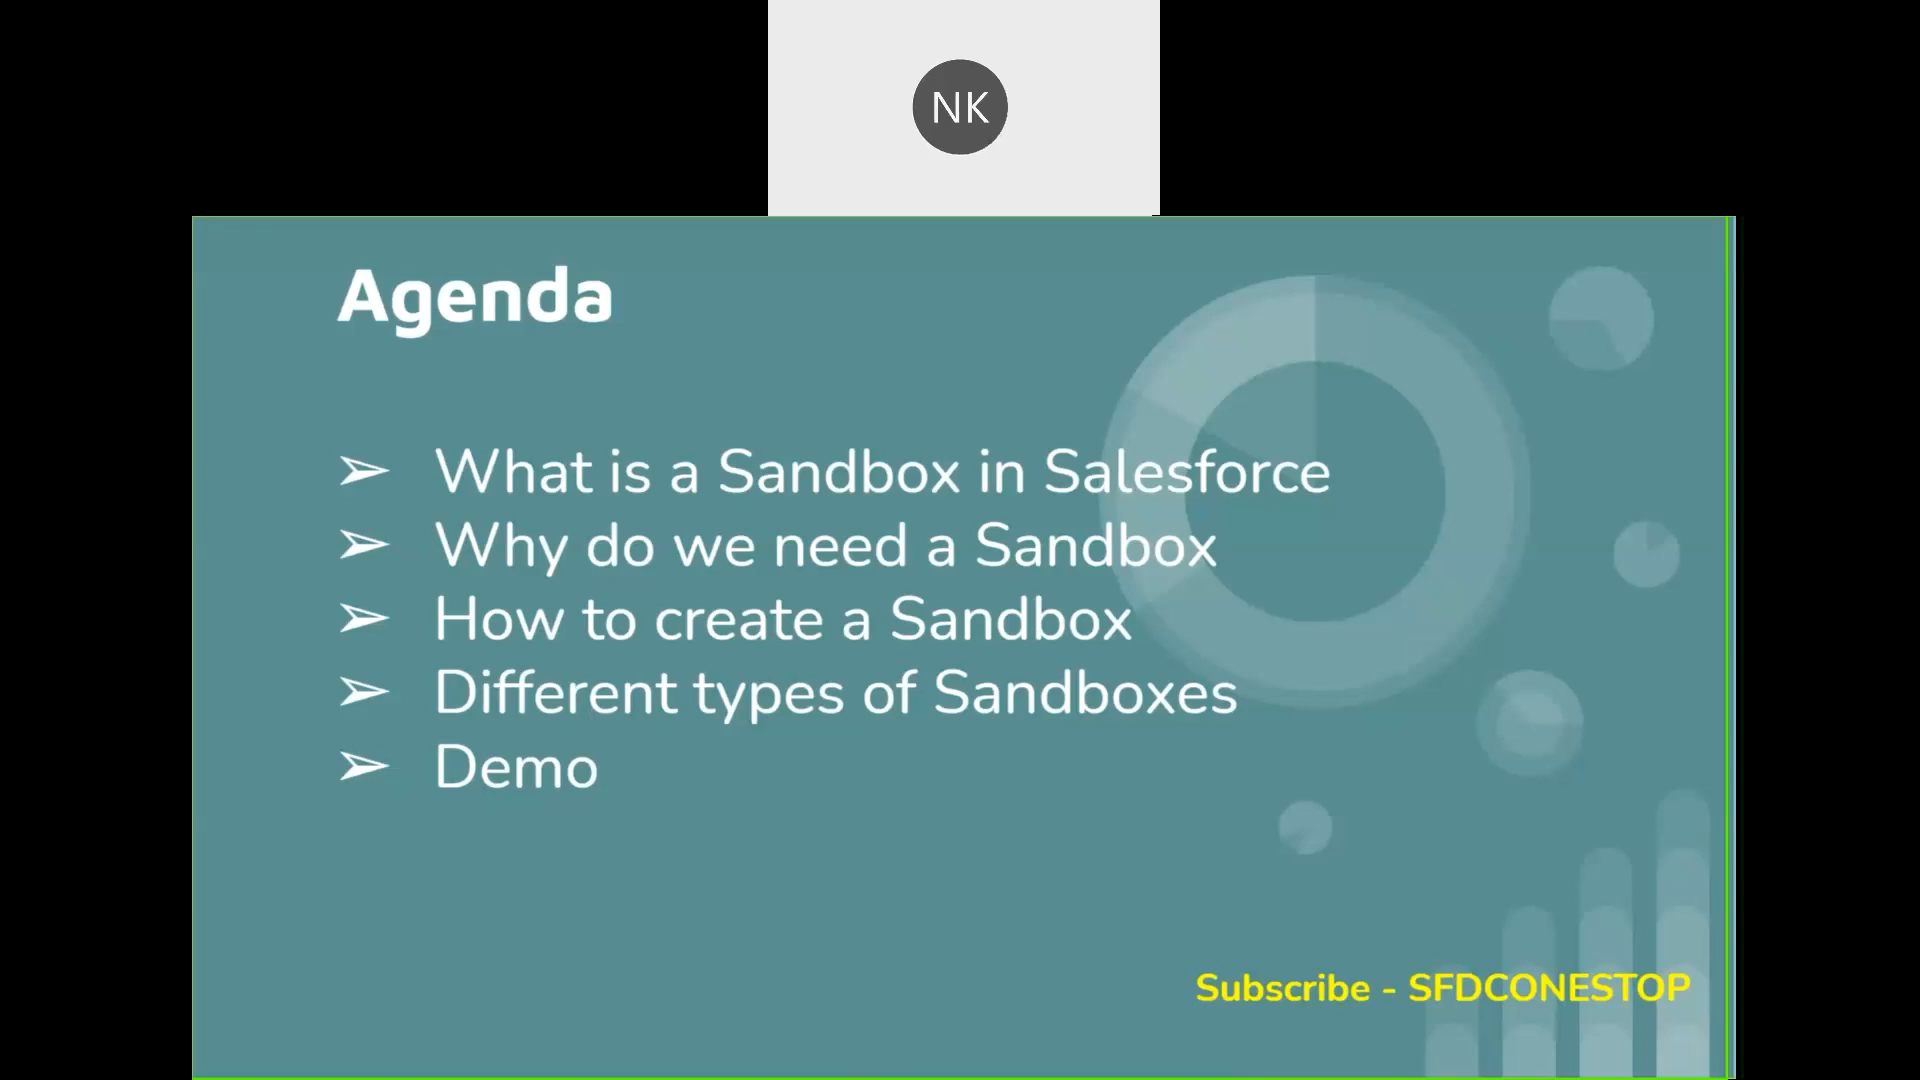 NK
Agenda
➢ What is a Sandbox in Salesforce
➢ Why do we need a Sandbox
➢ How to create a Sandbox
➢ Different types of Sandboxes
➢ Demo
Subscribe - SFDCONESTOP